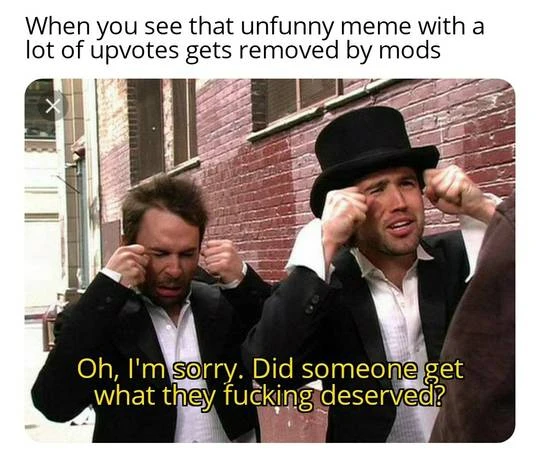 When you see that unfunny meme with a
lot of upvotes gets removed by mods
Oh, I'm sorry. Did someone get
what they fucking deserved?